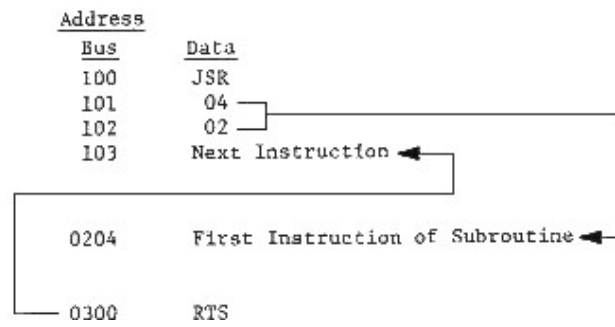 Address
Bus Data
100 JSR
101 04
102 02
103 Next Instruction
0204 First Instruction of Subroutine
0300 RTS